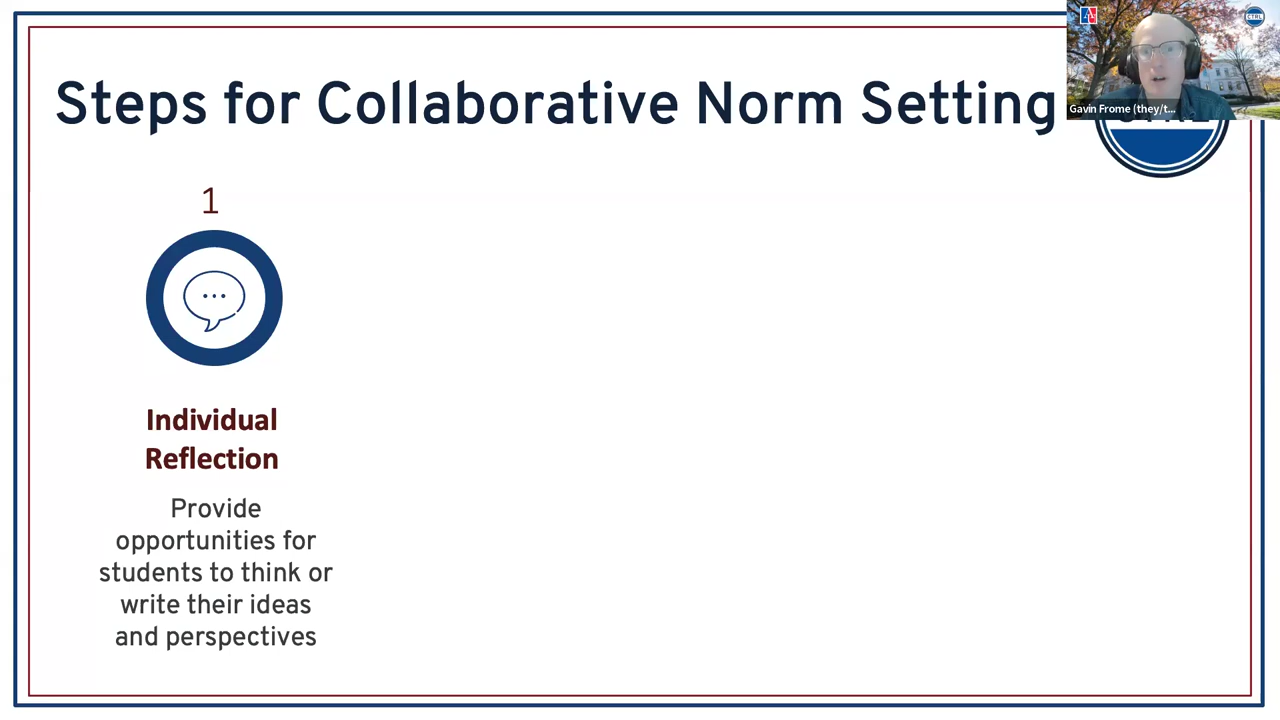 Steps for Collaborative Norm Setting
CTRL
Gavin Frome (they/t...
1
Individual
Reflection
Provide
opportunities for
students to think or
write their ideas
and perspectives